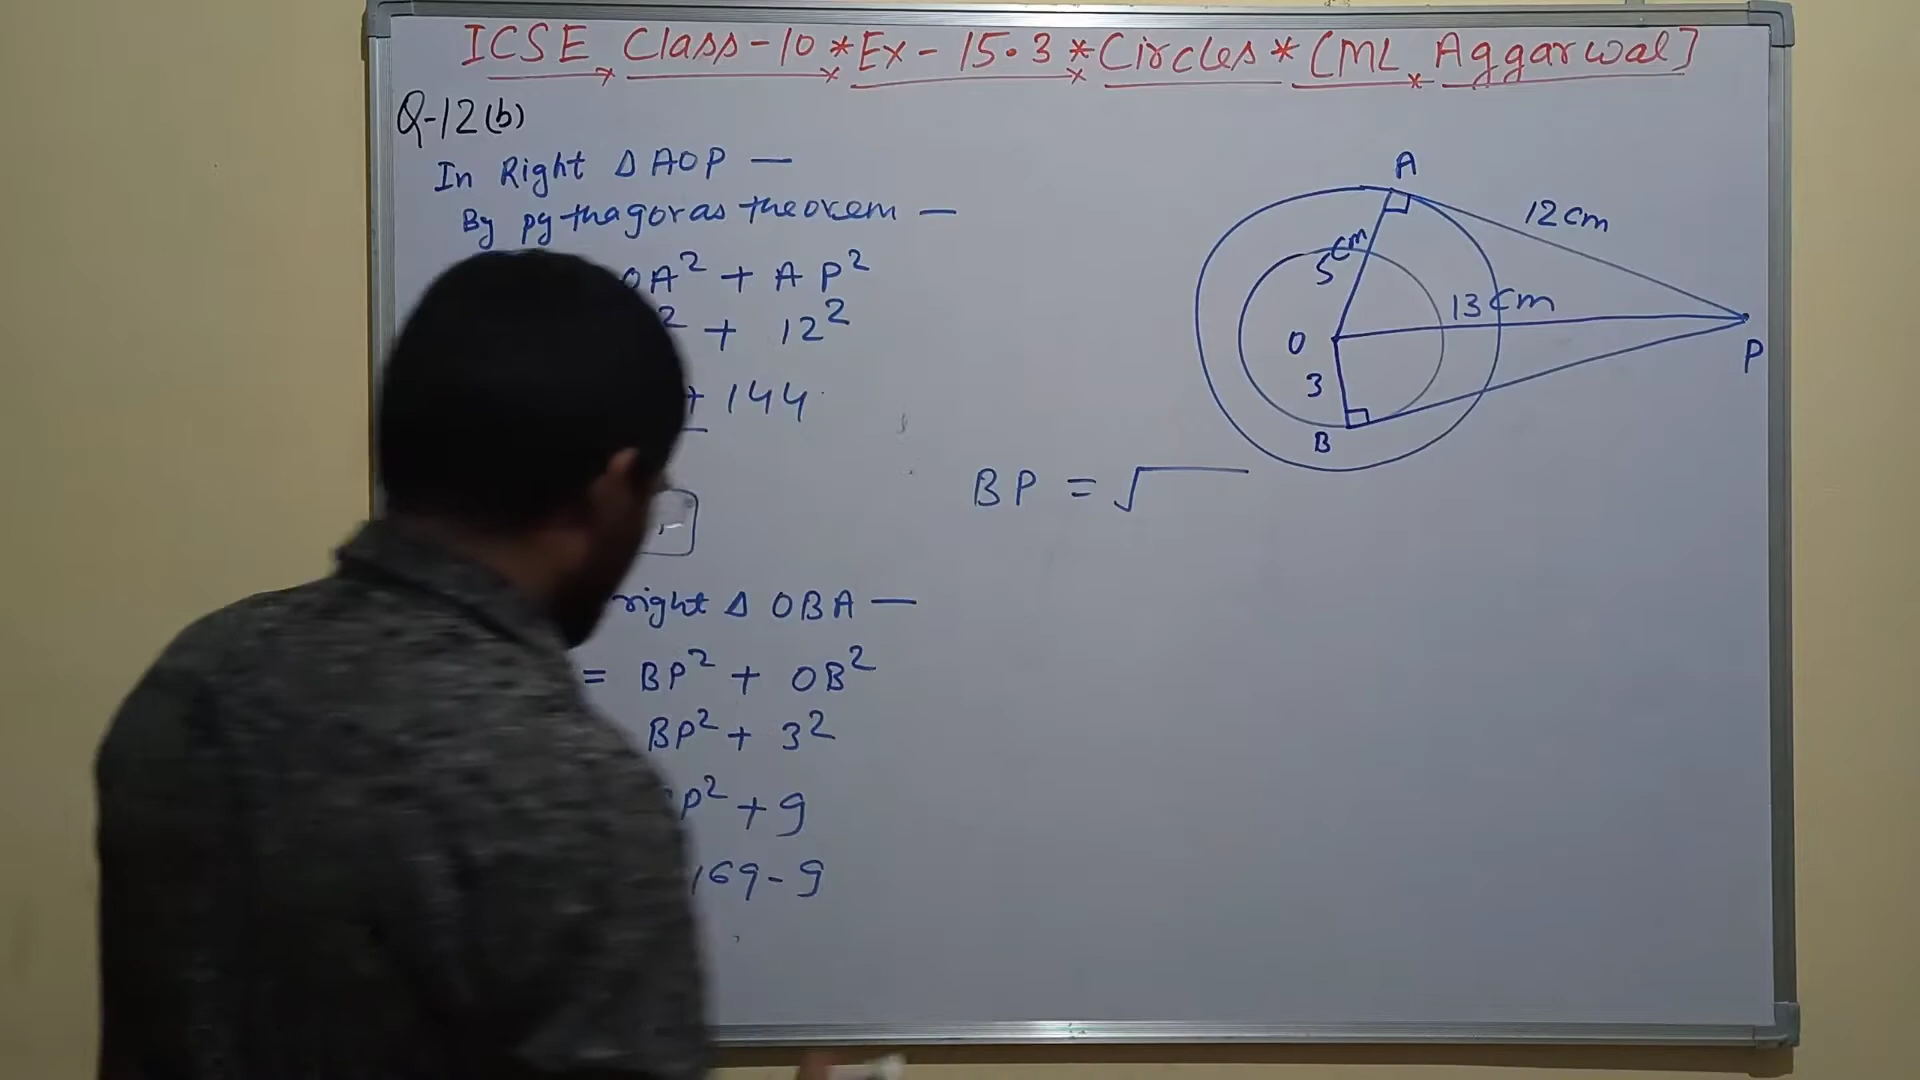 ICSE Class-10 * Ex-15.3 * Circles * [ML Aggarwal]
Q-12(b)
In Right Δ AOP —
By pythagoras theorem —
OA² + AP²
² + 12²
+ 144
right Δ OBA —
= BP² + OB²
BP² + 3²
P² + 9
169 - 9
BP = √
A
12 cm
5 cm
13 cm
O
P
3
B